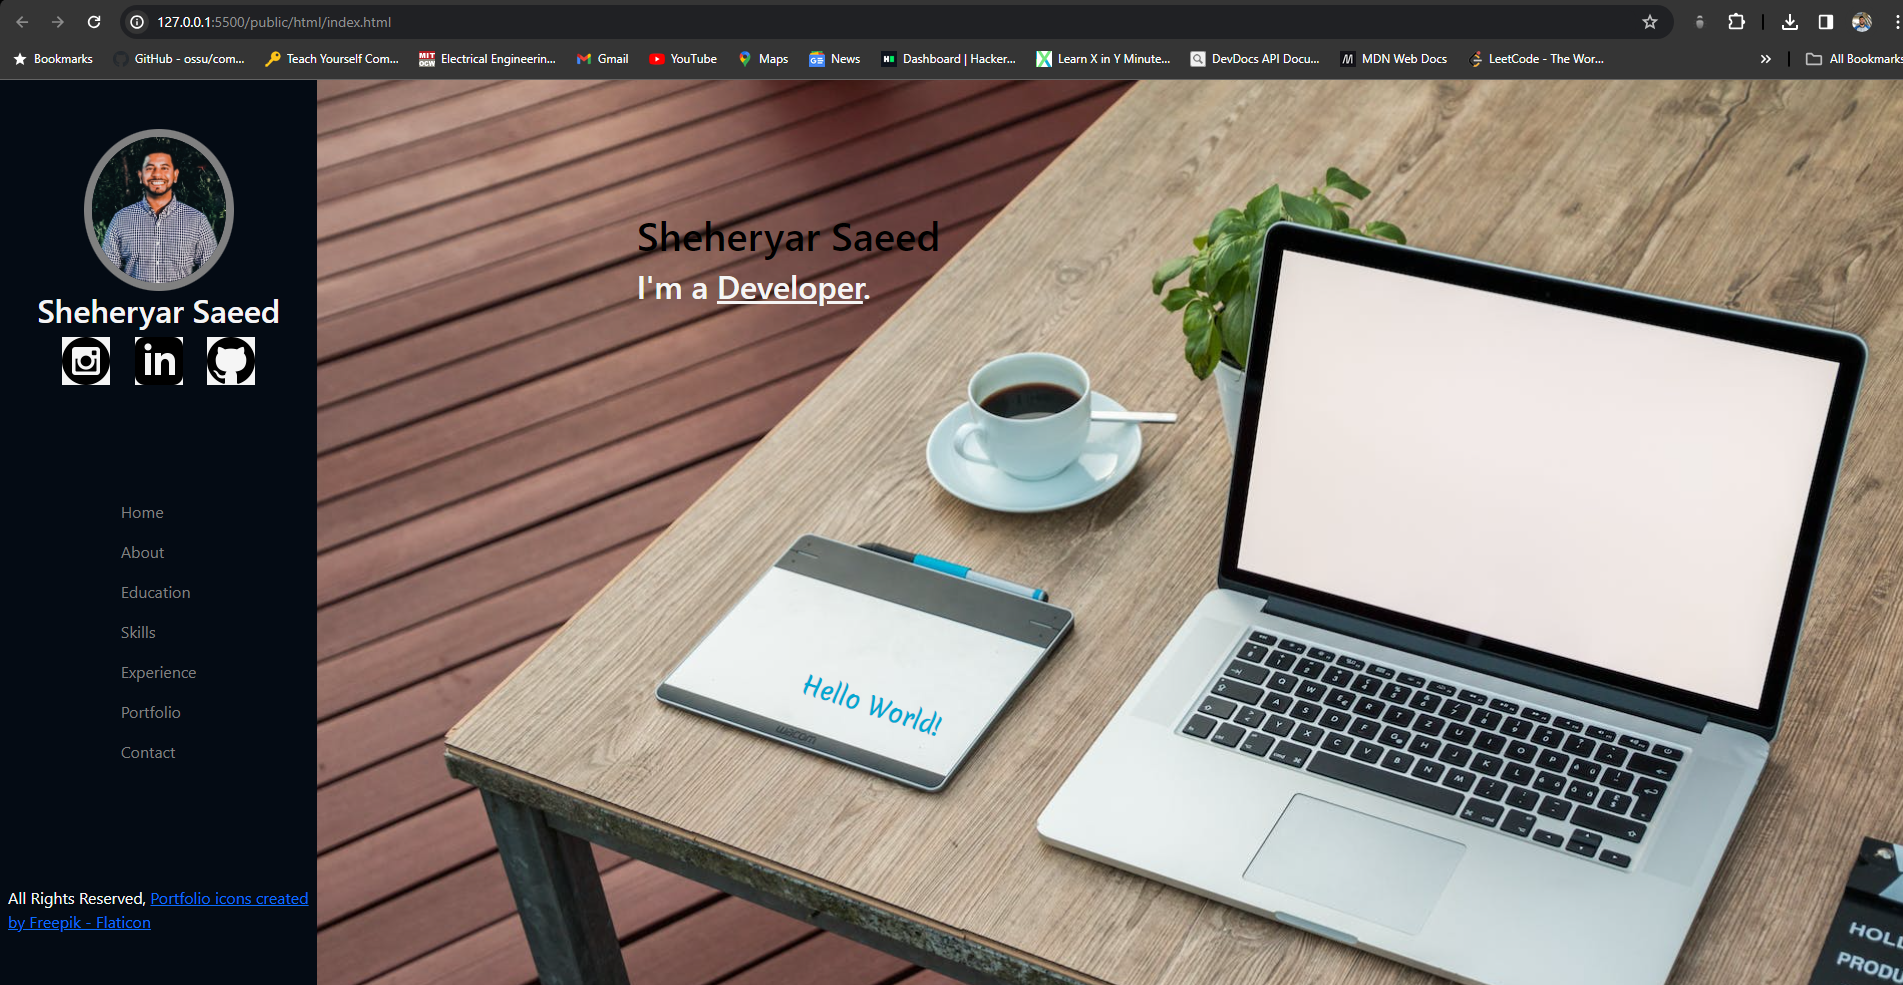 127.0.0.1:5500/public/html/index.html
Bookmarks
GitHub - ossu/com...
Teach Yourself Com...
MIT OCW Electrical Engineerin...
Gmail
YouTube
Maps
News
Dashboard | Hacker...
Learn X in Y Minute...
DevDocs API Docu...
MDN Web Docs
LeetCode - The Wor...
»
All Bookmarks
Sheheryar Saeed
Home
About
Education
Skills
Experience
Portfolio
Contact
All Rights Reserved, Portfolio icons created
by Freepik - Flaticon
Sheheryar Saeed
I'm a Developer.
Hello World!
wacom